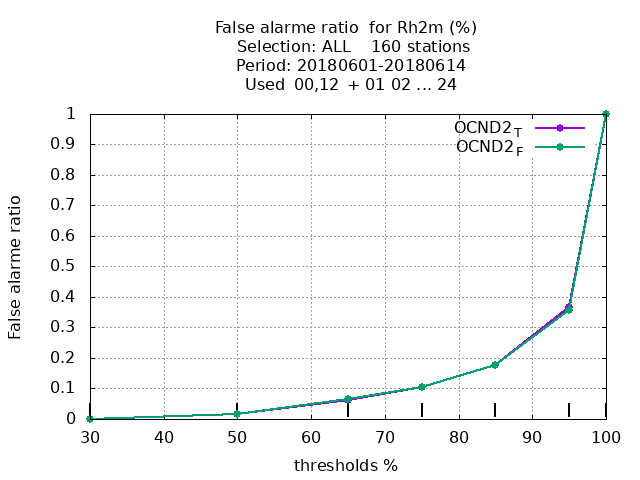 False alarme ratio  for Rh2m (%)
Selection: ALL    160 stations
Period: 20180601-20180614
Used  00,12  + 01 02 ... 24
OCND2_T
OCND2_F
False alarme ratio
1
0.9
0.8
0.7
0.6
0.5
0.4
0.3
0.2
0.1
0
30 40 50 60 70 80 90 100
thresholds %